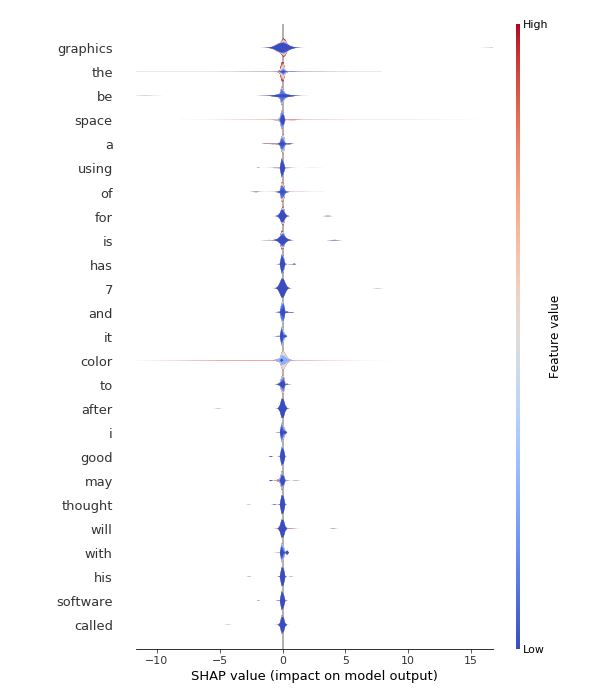 High
graphics
the
be
space
a
using
of
for
is
has
7
and
it
color
to
after
i
good
may
thought
will
with
his
software
called
Feature value
Low
−10 −5 0 5 10 15
SHAP value (impact on model output)